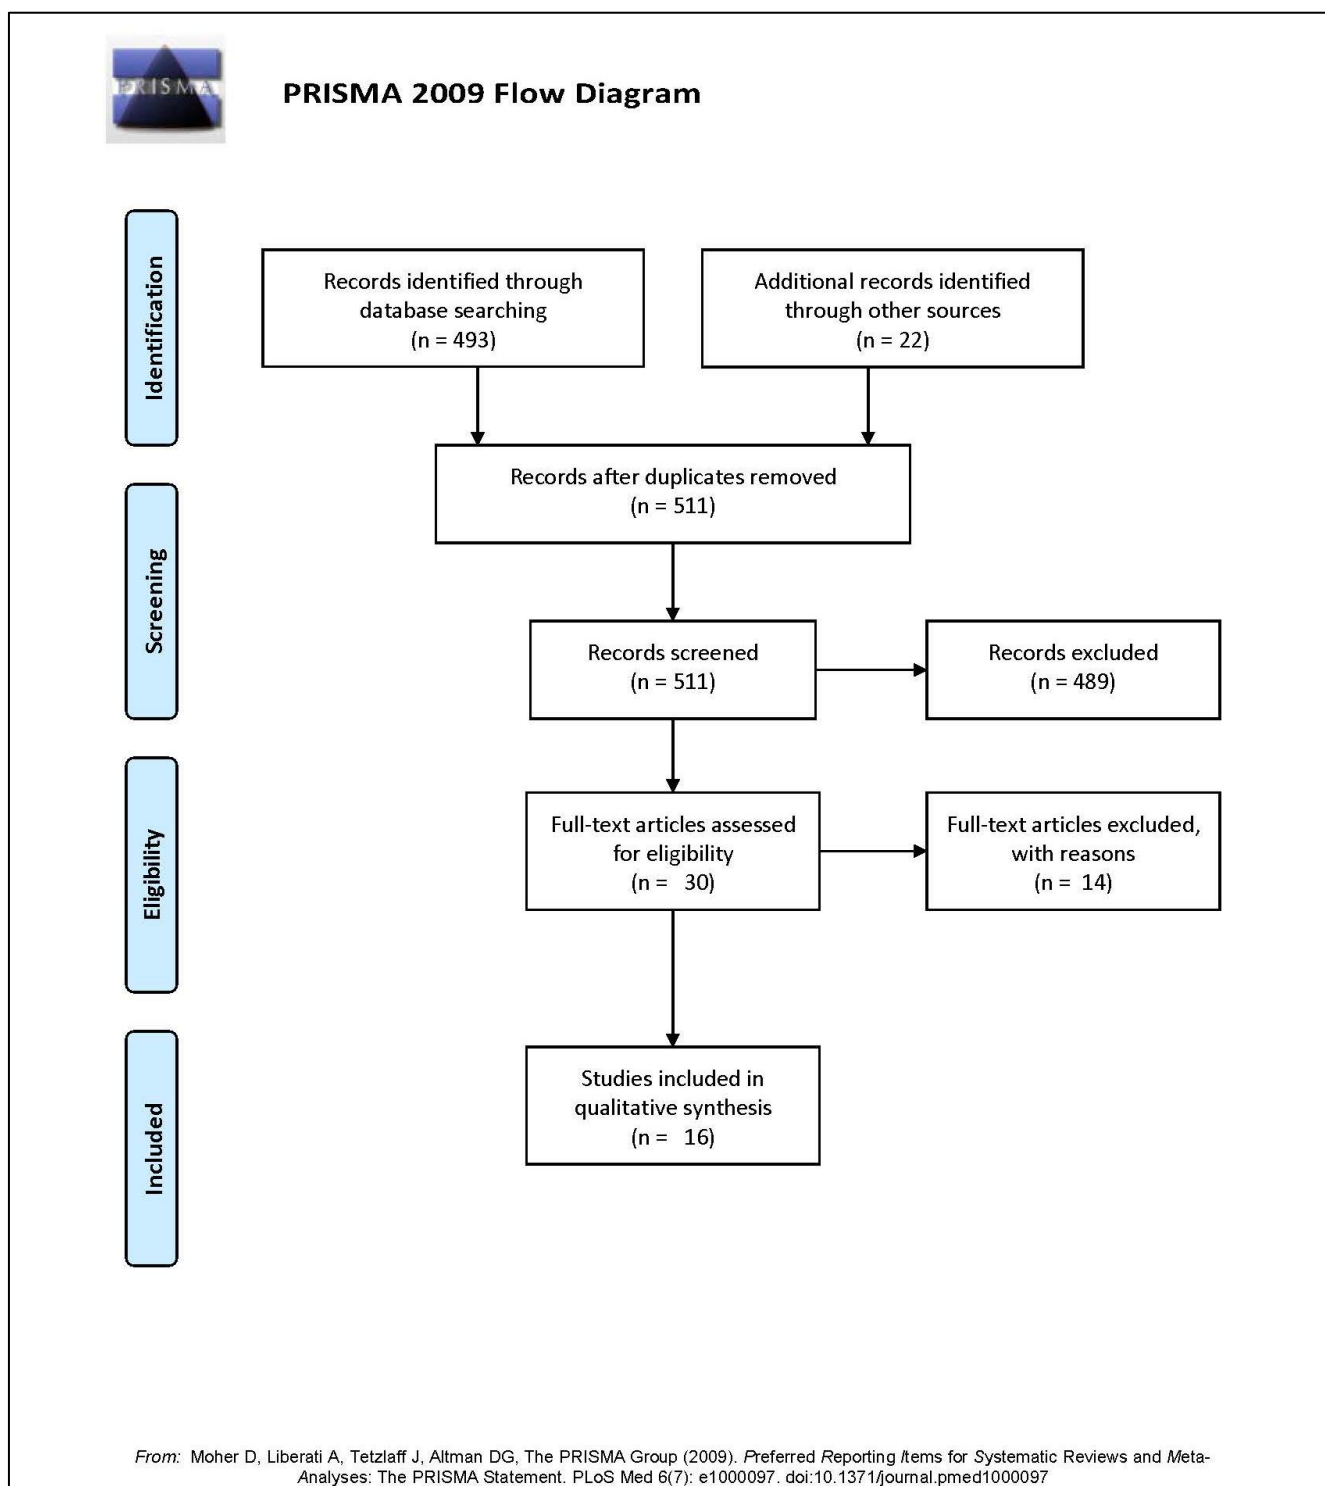 PRISMA
PRISMA 2009 Flow Diagram
Identification
Records identified through
database searching
(n = 493)
Additional records identified
through other sources
(n = 22)
Records after duplicates removed
(n = 511)
Screening
Records screened
(n = 511)
Records excluded
(n = 489)
Eligibility
Full-text articles assessed
for eligibility
(n = 30)
Full-text articles excluded,
with reasons
(n = 14)
Included
Studies included in
qualitative synthesis
(n = 16)
From: Moher D, Liberati A, Tetzlaff J, Altman DG, The PRISMA Group (2009). Preferred Reporting Items for Systematic Reviews and Meta-
Analyses: The PRISMA Statement. PLoS Med 6(7): e1000097. doi:10.1371/journal.pmed1000097